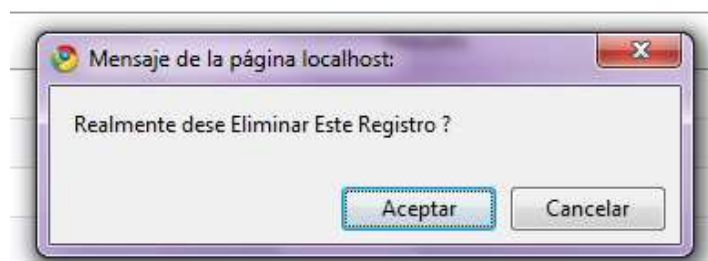 Mensaje de la página localhost:
Realmente dese Eliminar Este Registro ?
Aceptar
Cancelar